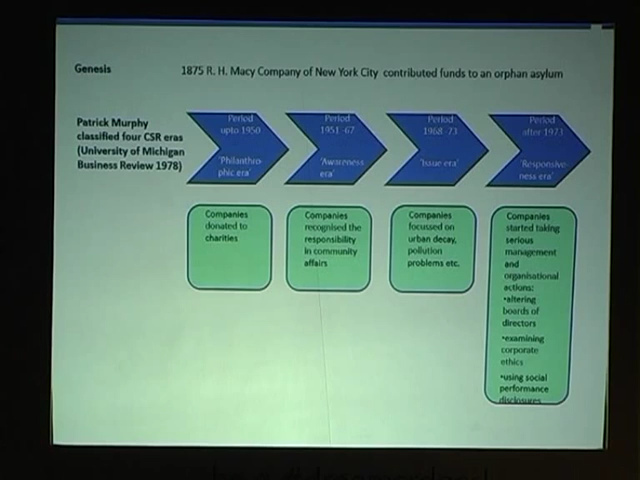 Genesis
1875 R. H. Macy Company of New York City contributed funds to an orphan asylum
Patrick Murphy
classified four CSR eras
(University of Michigan
Business Review 1978)
Period
upto 1950
'Philanthro
phic era'
Period
1951-67
'Awareness
era'
Period
1968-73
'Issue era'
Period
after 1973
'Responsive
ness era'
Companies
donated to
charities
Companies
recognised the
responsibility
in community
affairs
Companies
focussed on
urban decay,
pollution
problems etc.
Companies
started taking
serious
management
and
organisational
actions:
•altering
boards of
directors
•examining
corporate
ethics
•using social
performance
disclosures